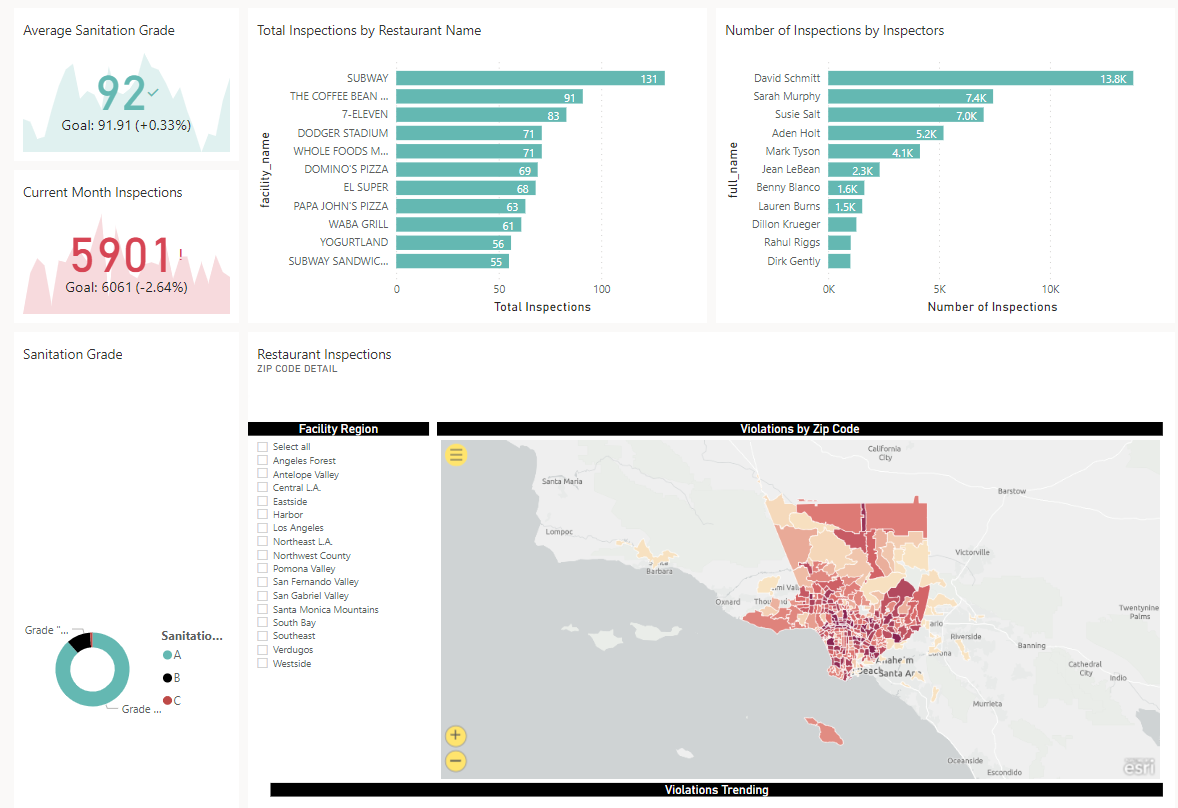 Average Sanitation Grade
92
Goal: 91.91 (+0.33%)
Current Month Inspections
5901!
Goal: 6061 (-2.64%)
Total Inspections by Restaurant Name
facility_name
SUBWAY 131
THE COFFEE BEAN ... 91
7-ELEVEN 83
DODGER STADIUM 71
WHOLE FOODS M... 71
DOMINO'S PIZZA 69
EL SUPER 68
PAPA JOHN'S PIZZA 63
WABA GRILL 61
YOGURTLAND 56
SUBWAY SANDWIC... 55
0 50 100
Total Inspections
Number of Inspections by Inspectors
full_name
David Schmitt 13.8K
Sarah Murphy 7.4K
Susie Salt 7.0K
Aden Holt 5.2K
Mark Tyson 4.1K
Jean LeBean 2.3K
Benny Blanco 1.6K
Lauren Burns 1.5K
Dillon Krueger
Rahul Riggs
Dirk Gently
0K 5K 10K
Number of Inspections
Sanitation Grade
Grade "...
Grade ...
Sanitatio...
A
B
C
Restaurant Inspections
ZIP CODE DETAIL
Facility Region
Select all
Angeles Forest
Antelope Valley
Central L.A.
Eastside
Harbor
Los Angeles
Northeast L.A.
Northwest County
Pomona Valley
San Fernando Valley
San Gabriel Valley
Santa Monica Mountains
South Bay
Southeast
Verdugos
Westside
Violations by Zip Code
California
City
Santa Maria
Barstow
Lompoc
Victorville
Barbara
Oxnard
Twentynine
Palms
Riverside
Banning
Cathedral
City
Indio
Anaheim
Beach
Santa Ana
Murrieta
Oceanside
Escondido
esri
Violations Trending